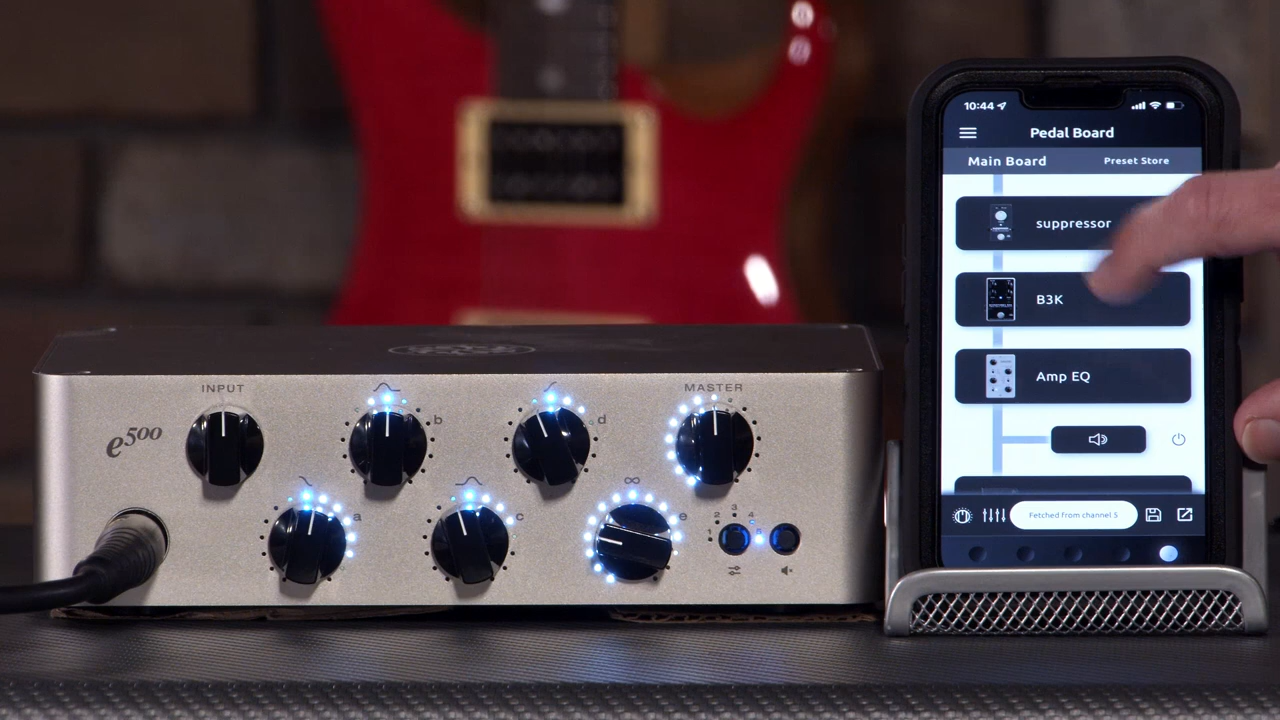 INPUT
MASTER
e500
b
d
a
c
∞
e
1 2 3 4 5
10:44
Pedal Board
Main Board
Preset Store
suppressor
B3K
Amp EQ
Fetched from channel 5